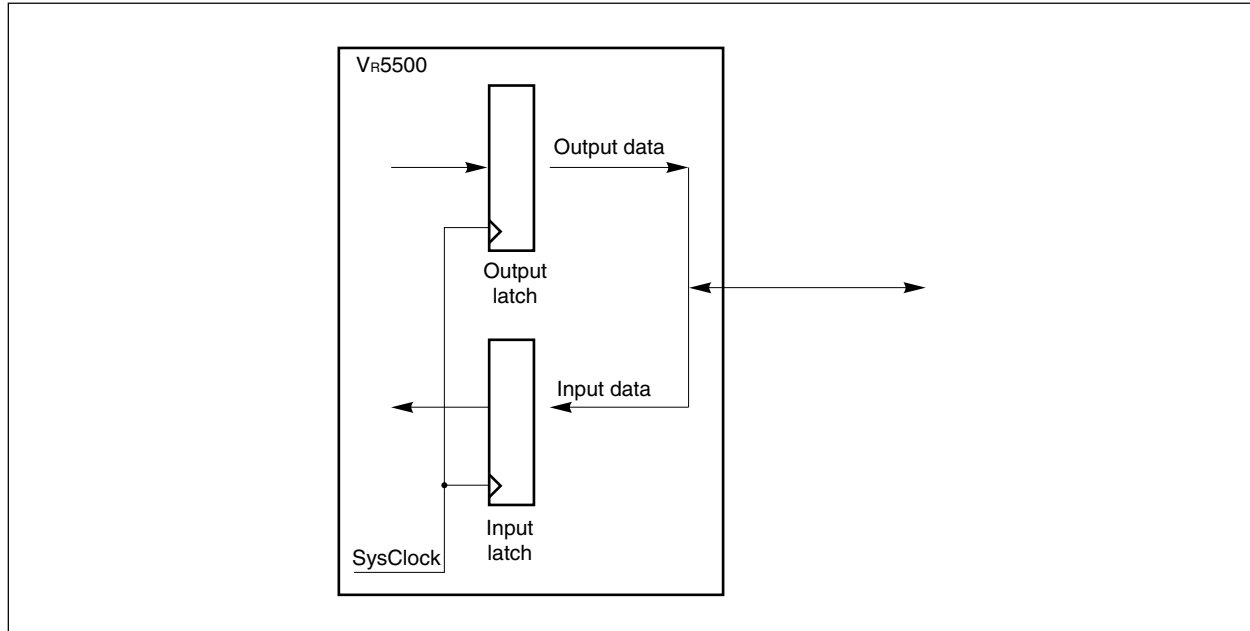 VR5500
Output data
Output
latch
Input data
Input
latch
SysClock